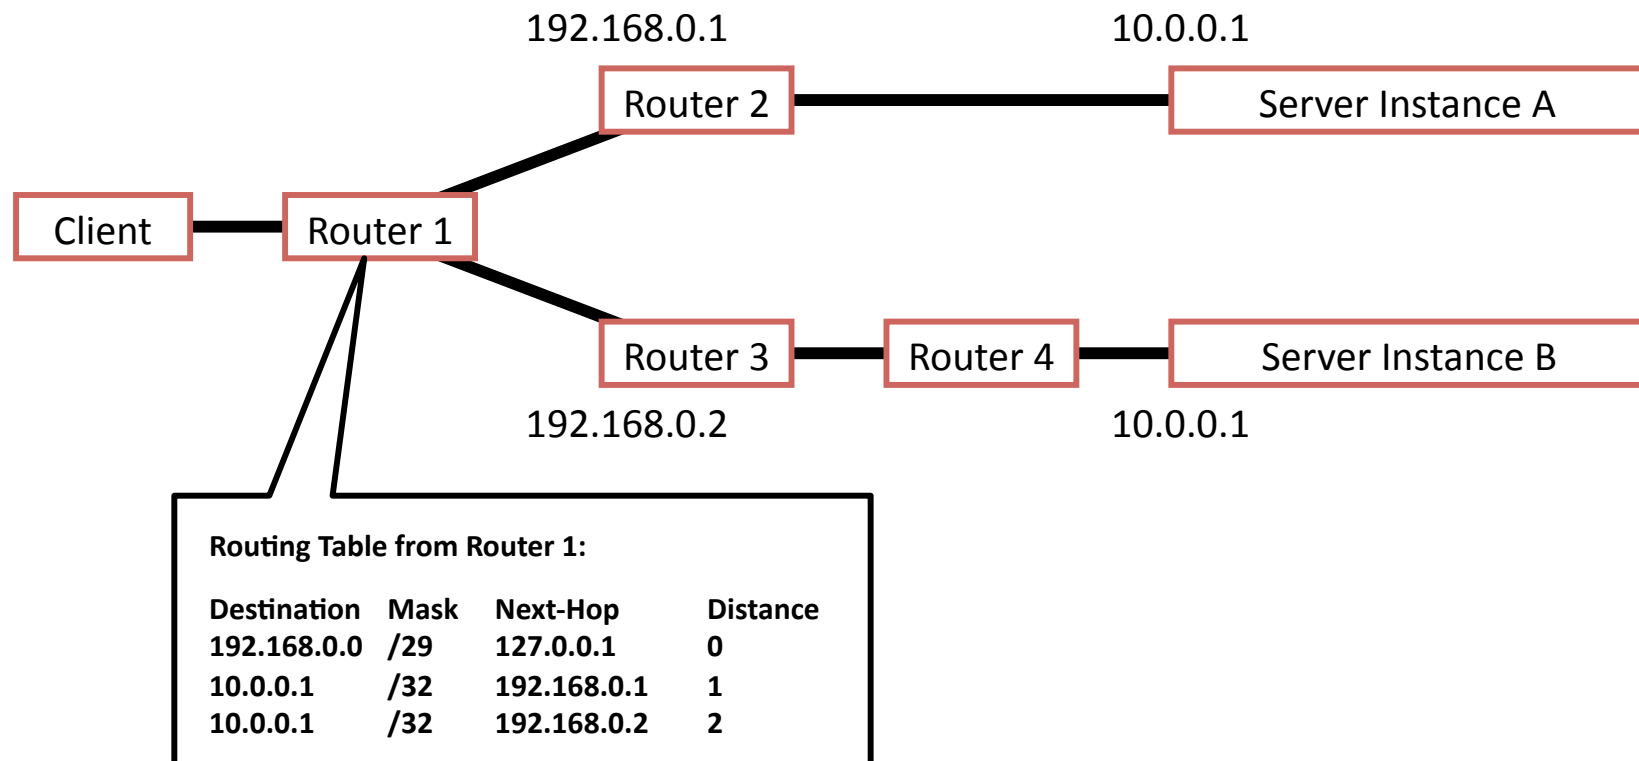 192.168.0.1 10.0.0.1
Router 2 Server Instance A
Client Router 1
Router 3 Router 4 Server Instance B
192.168.0.2 10.0.0.1
Routing Table from Router 1:
Destination Mask Next-Hop Distance
192.168.0.0 /29 127.0.0.1 0
10.0.0.1 /32 192.168.0.1 1
10.0.0.1 /32 192.168.0.2 2